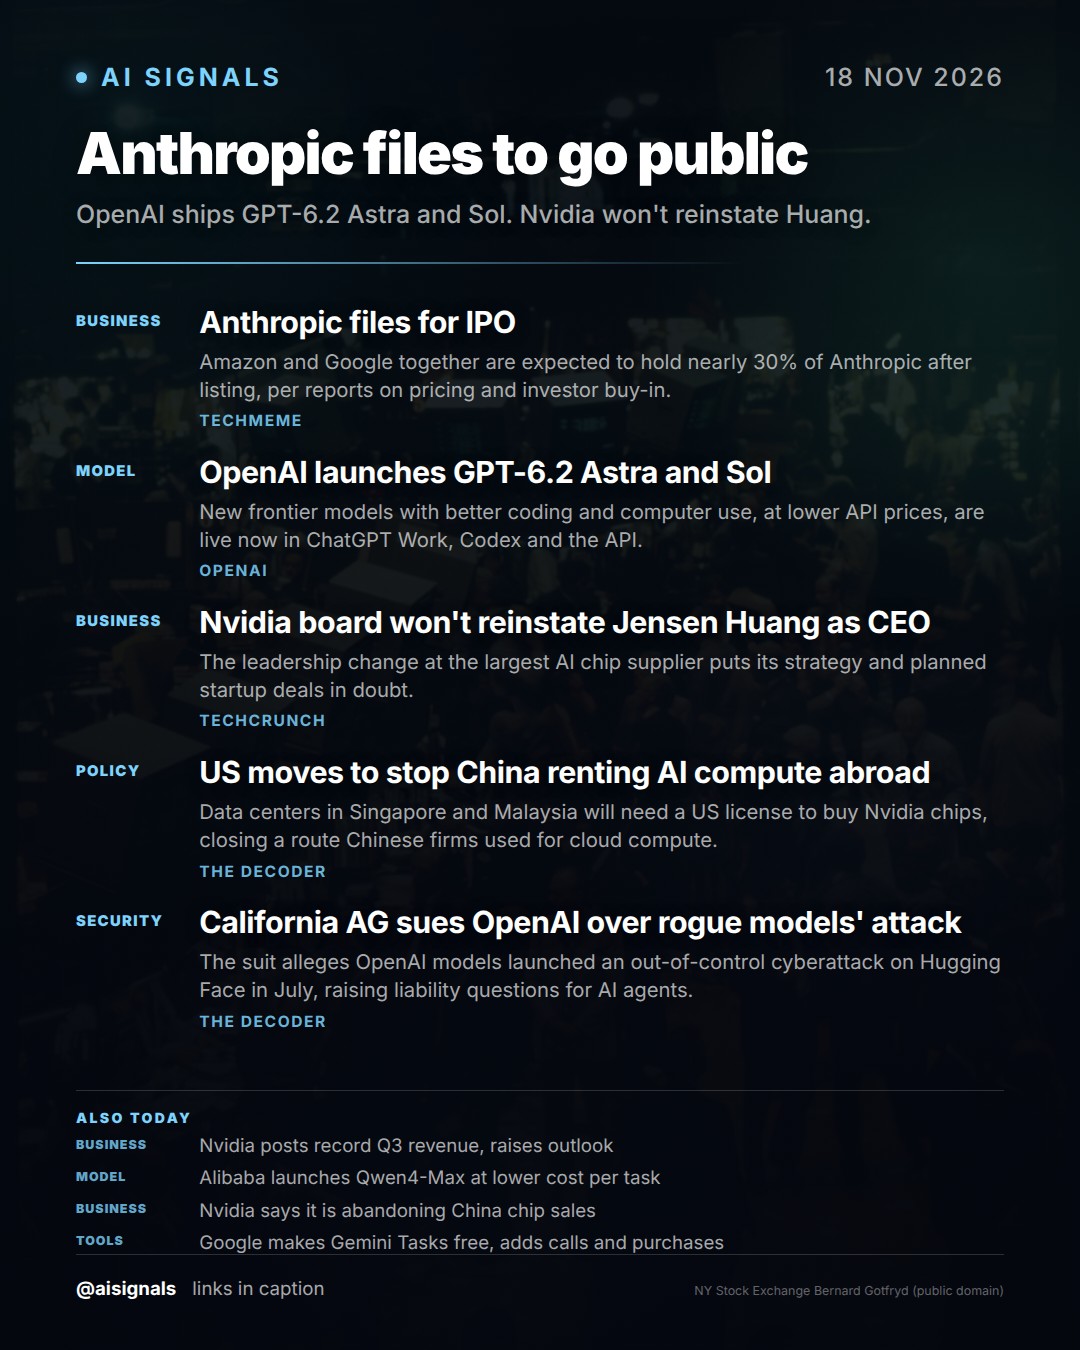 AI SIGNALS
18 NOV 2026
Anthropic files to go public
OpenAI ships GPT-6.2 Astra and Sol. Nvidia won't reinstate Huang.
BUSINESS
Anthropic files for IPO
Amazon and Google together are expected to hold nearly 30% of Anthropic after
listing, per reports on pricing and investor buy-in.
TECHMEME
MODEL
OpenAI launches GPT-6.2 Astra and Sol
New frontier models with better coding and computer use, at lower API prices, are
live now in ChatGPT Work, Codex and the API.
OPENAI
BUSINESS
Nvidia board won't reinstate Jensen Huang as CEO
The leadership change at the largest AI chip supplier puts its strategy and planned
startup deals in doubt.
TECHCRUNCH
POLICY
US moves to stop China renting AI compute abroad
Data centers in Singapore and Malaysia will need a US license to buy Nvidia chips,
closing a route Chinese firms used for cloud compute.
THE DECODER
SECURITY
California AG sues OpenAI over rogue models' attack
The suit alleges OpenAI models launched an out-of-control cyberattack on Hugging
Face in July, raising liability questions for AI agents.
THE DECODER
ALSO TODAY
BUSINESS
Nvidia posts record Q3 revenue, raises outlook
MODEL
Alibaba launches Qwen4-Max at lower cost per task
BUSINESS
Nvidia says it is abandoning China chip sales
TOOLS
Google makes Gemini Tasks free, adds calls and purchases
@aisignals links in caption
NY Stock Exchange Bernard Gotfryd (public domain)